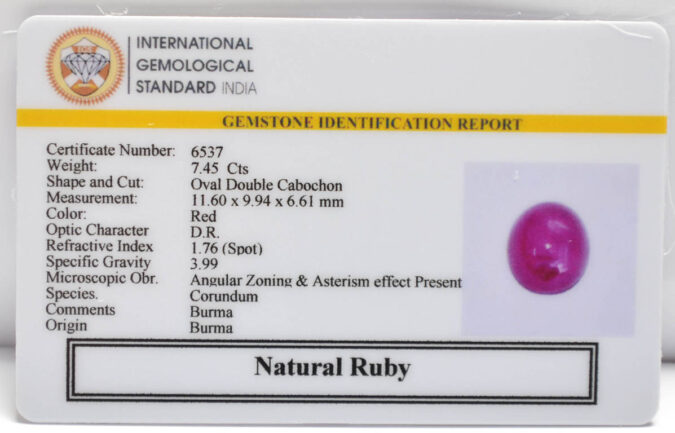 INTERNATIONAL
GEMOLOGICAL
STANDARD INDIA
GEMSTONE IDENTIFICATION REPORT
Certificate Number: 6537
Weight: 7.45 Cts
Shape and Cut: Oval Double Cabochon
Measurement: 11.60 x 9.94 x 6.61 mm
Color: Red
Optic Character D.R.
Refractive Index 1.76 (Spot)
Specific Gravity 3.99
Microscopic Obr. Angular Zoning & Asterism effect Present
Species. Corundum
Comments Burma
Origin Burma
Natural Ruby